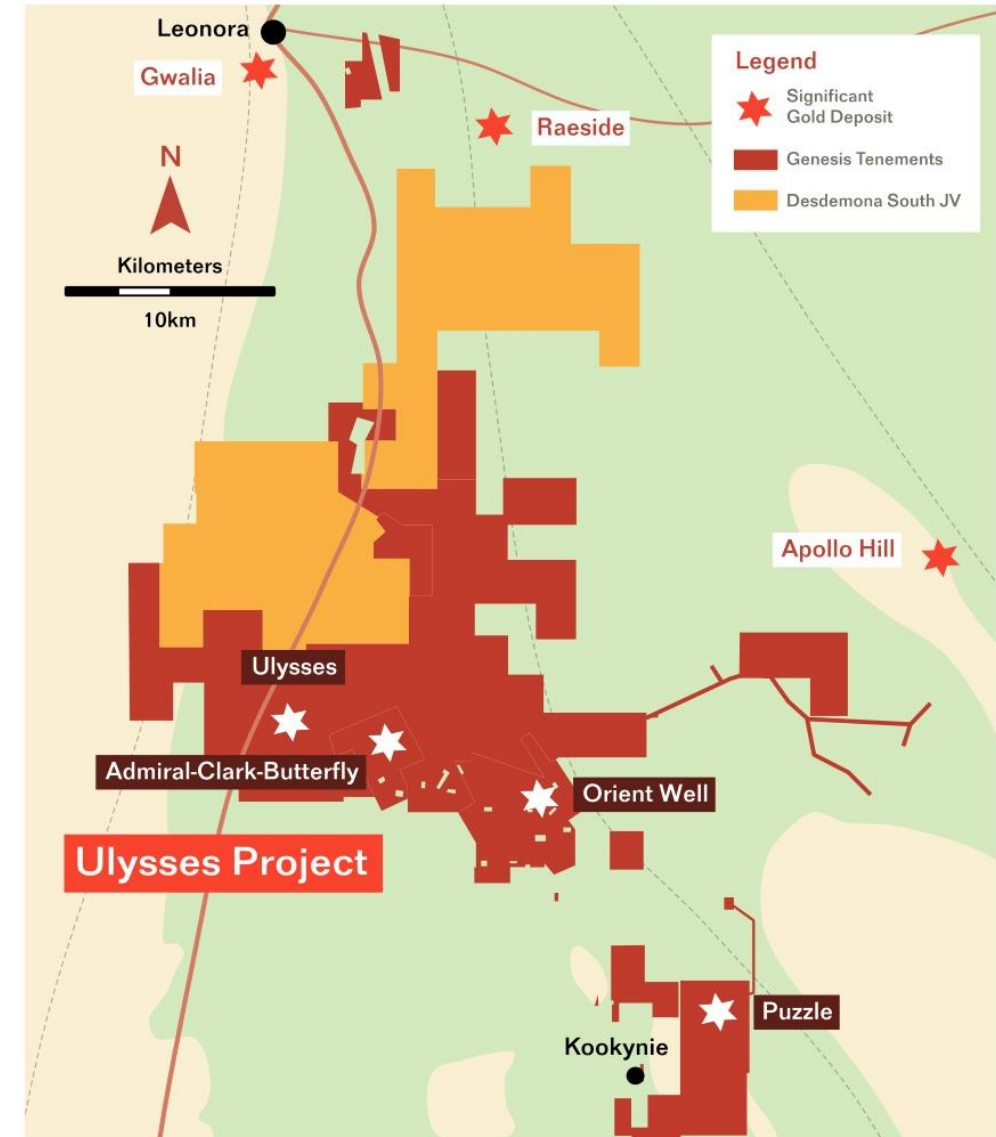 Leonora
Gwalia
Raeside
Legend
Significant
Gold Deposit
Genesis Tenements
Desdemona South JV
N
Kilometers
10km
Apollo Hill
Ulysses
Admiral-Clark-Butterfly
Orient Well
Ulysses Project
Puzzle
Kookynie